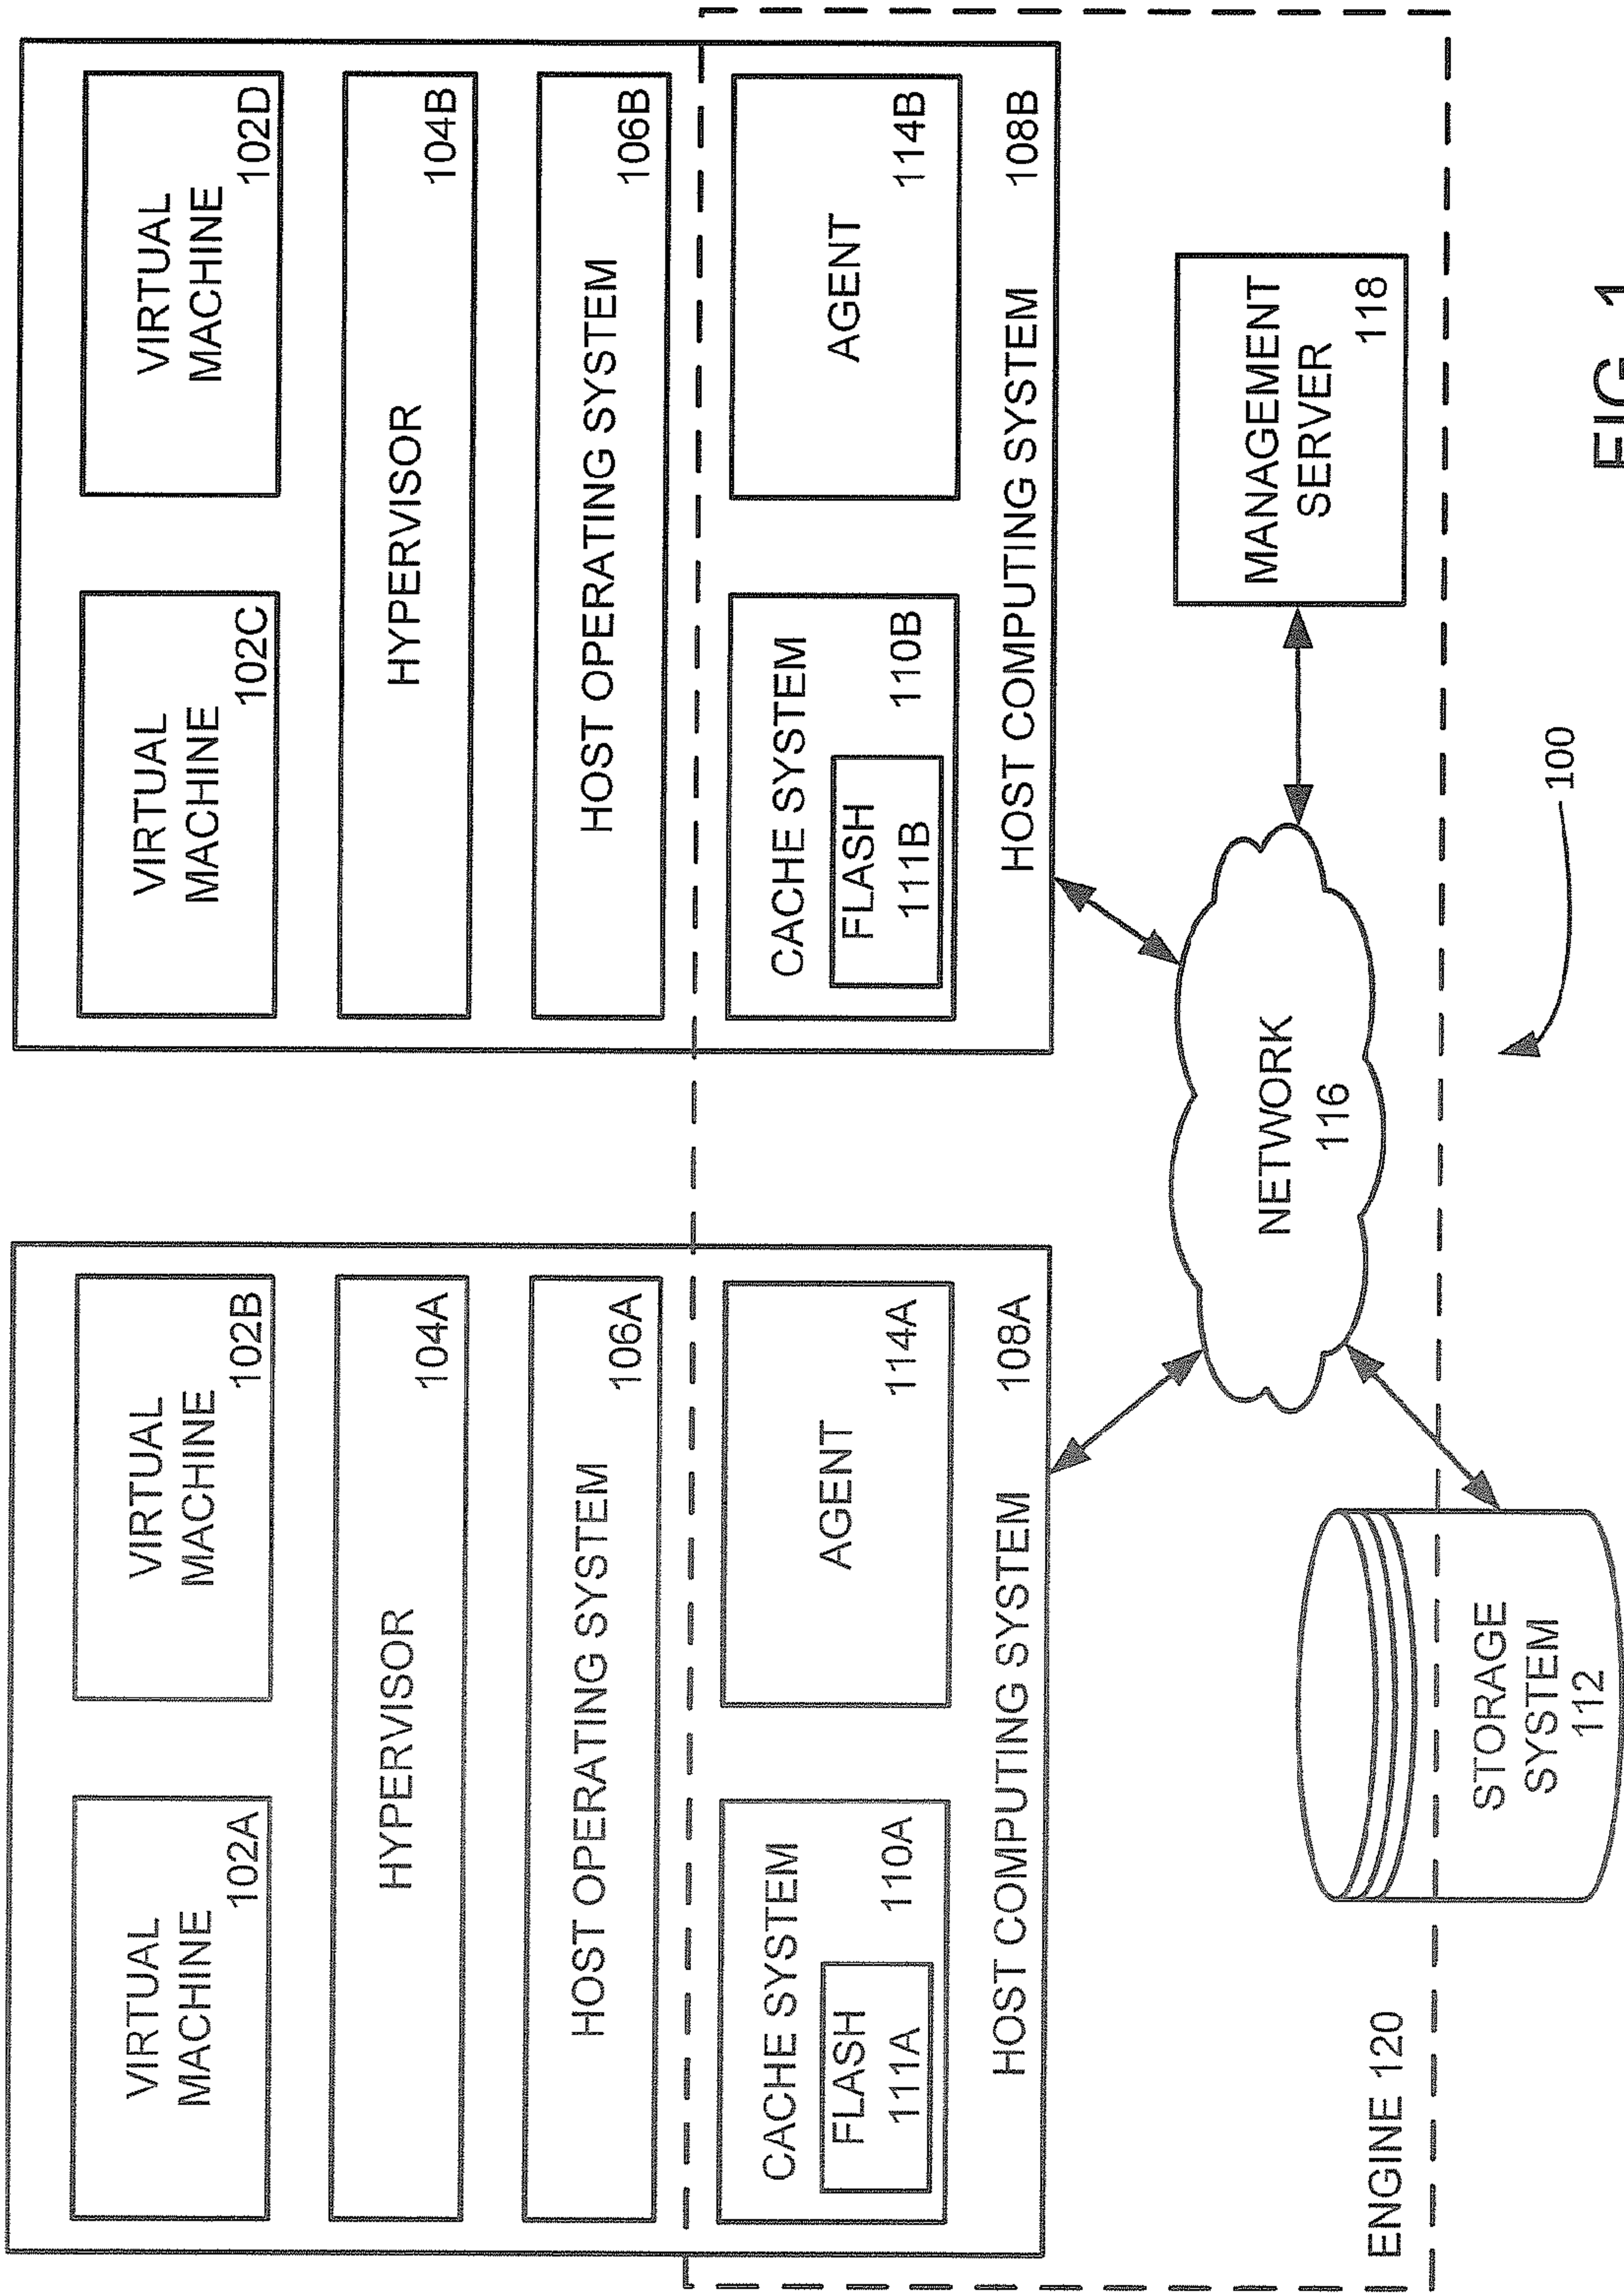 VIRTUAL
MACHINE
102A
VIRTUAL
MACHINE
102B
HYPERVISOR
104A
HOST OPERATING SYSTEM
106A
CACHE SYSTEM
FLASH
111A
110A
AGENT
114A
HOST COMPUTING SYSTEM
108A
VIRTUAL
MACHINE
102C
VIRTUAL
MACHINE
102D
HYPERVISOR
104B
HOST OPERATING SYSTEM
106B
CACHE SYSTEM
FLASH
111B
110B
AGENT
114B
HOST COMPUTING SYSTEM
108B
NETWORK
116
MANAGEMENT
SERVER
118
ENGINE 120
STORAGE
SYSTEM
112
100
FIG. 1